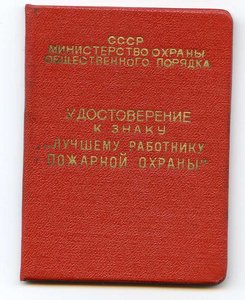 СССР
МИНИСТЕРСТВО ОХРАНЫ
ОБЩЕСТВЕННОГО ПОРЯДКА
УДОСТОВЕРЕНИЕ
К ЗНАКУ
„ЛУЧШЕМУ РАБОТНИКУ
ПОЖАРНОЙ ОХРАНЫ"